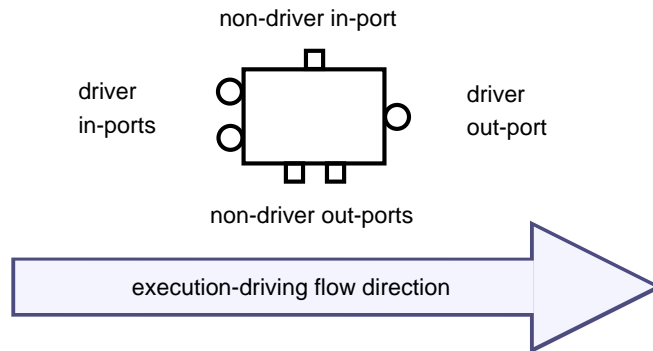 non-driver in-port
driver
in-ports
driver
out-port
non-driver out-ports
execution-driving flow direction